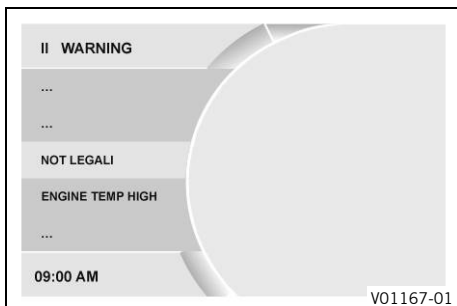 II WARNING
...
...
NOT LEGALI
ENGINE TEMP HIGH
...
09:00 AM
V01167-01